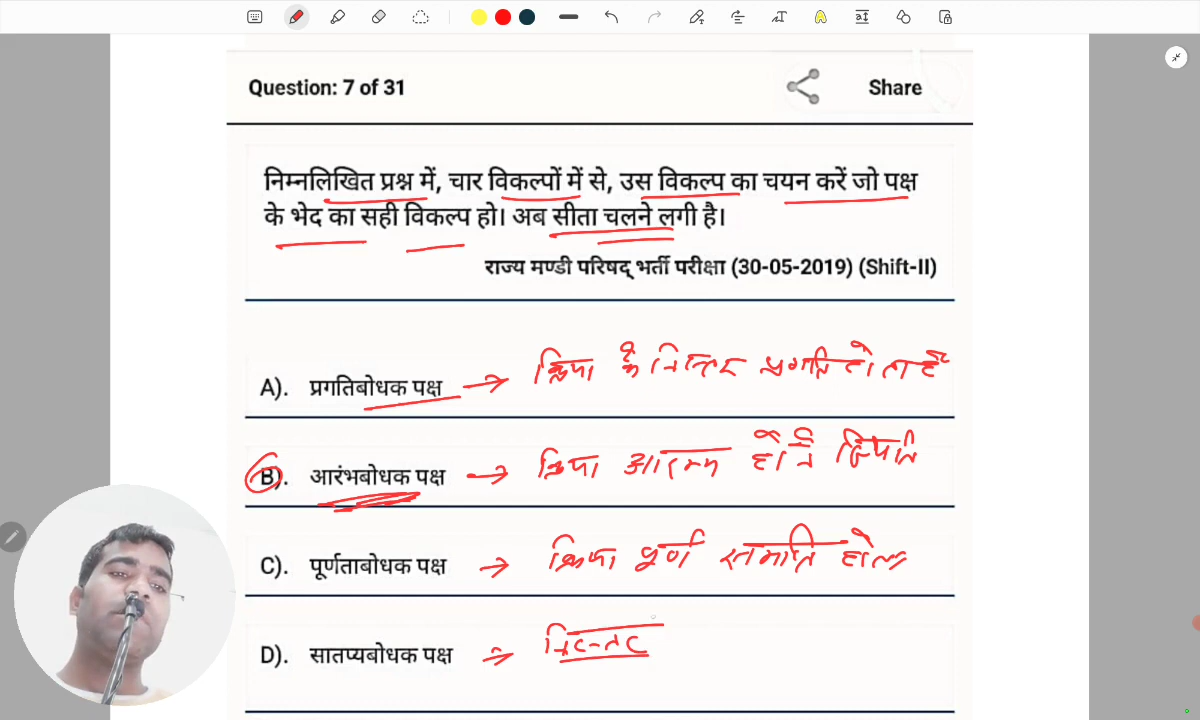 Question: 7 of 31
Share
निम्नलिखित प्रश्न में, चार विकल्पों में से, उस विकल्प का चयन करें जो पक्ष
के भेद का सही विकल्प हो। अब सीता चलने लगी है।
राज्य मण्डी परिषद् भर्ती परीक्षा (30-05-2019) (Shift-II)
A). प्रगतिबोधक पक्ष → क्रिया के निरन्तर प्रगति होता है
B). आरंभबोधक पक्ष → क्रिया आरम्भ होने स्थिति
C). पूर्णताबोधक पक्ष → क्रिया पूर्ण समाप्ति होना
D). सातप्यबोधक पक्ष → निरन्तर